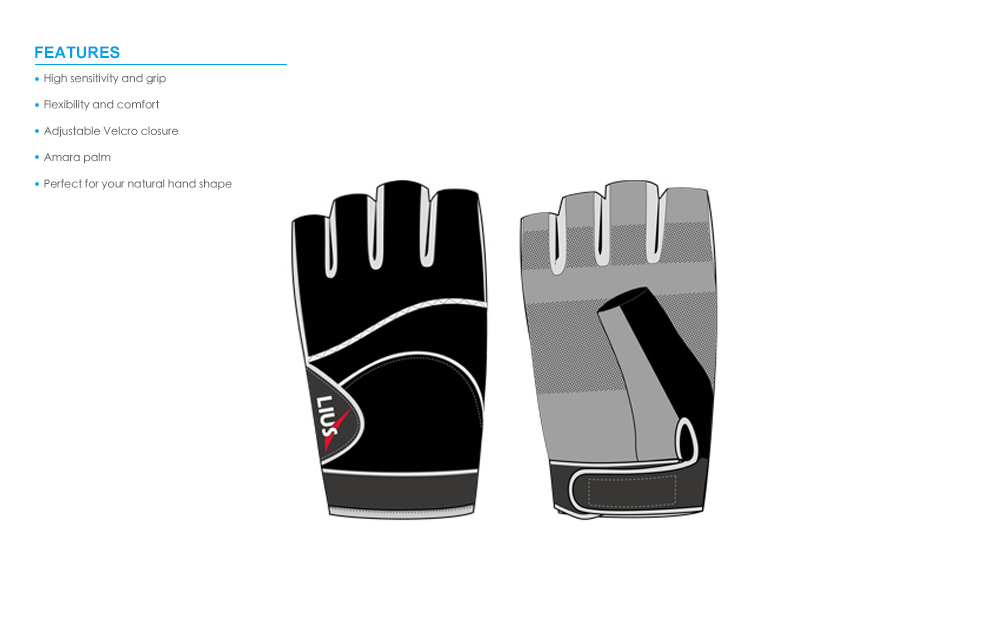 FEATURES
High sensitivity and grip
Flexibility and comfort
Adjustable Velcro closure
Amara palm
Perfect for your natural hand shape
LIUS